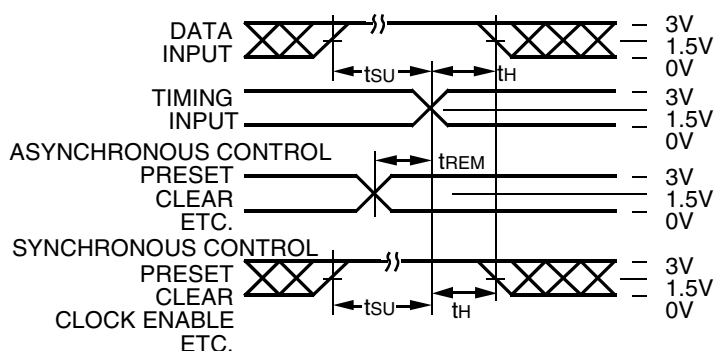 DATA
INPUT
3V
1.5V
0V
tSU
tH
TIMING
INPUT
3V
1.5V
0V
ASYNCHRONOUS CONTROL
PRESET
CLEAR
ETC.
tREM
3V
1.5V
0V
SYNCHRONOUS CONTROL
PRESET
CLEAR
CLOCK ENABLE
ETC.
tSU
tH
3V
1.5V
0V